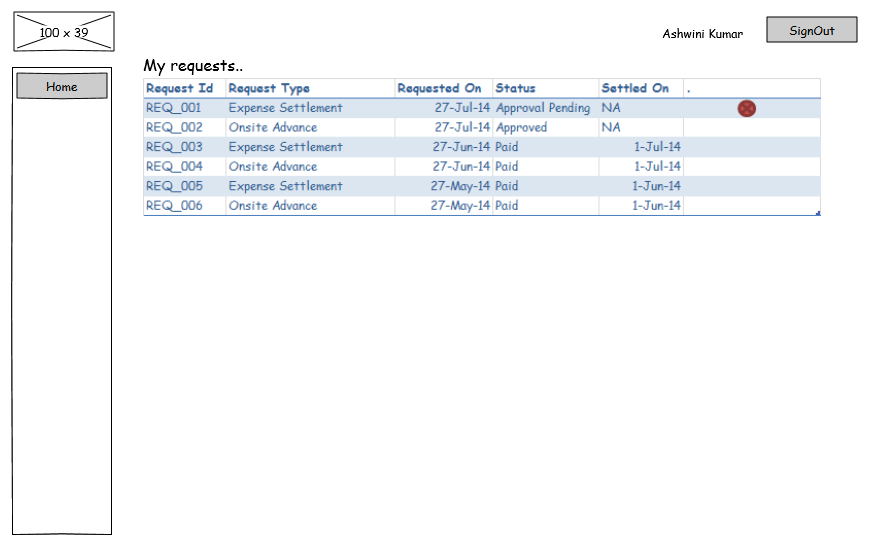 100 x 39
Ashwini Kumar
SignOut
Home
My requests..
Request Id Request Type Requested On Status Settled On .
REQ_001 Expense Settlement 27-Jul-14 Approval Pending NA
REQ_002 Onsite Advance 27-Jul-14 Approved NA
REQ_003 Expense Settlement 27-Jun-14 Paid 1-Jul-14
REQ_004 Onsite Advance 27-Jun-14 Paid 1-Jul-14
REQ_005 Expense Settlement 27-May-14 Paid 1-Jun-14
REQ_006 Onsite Advance 27-May-14 Paid 1-Jun-14